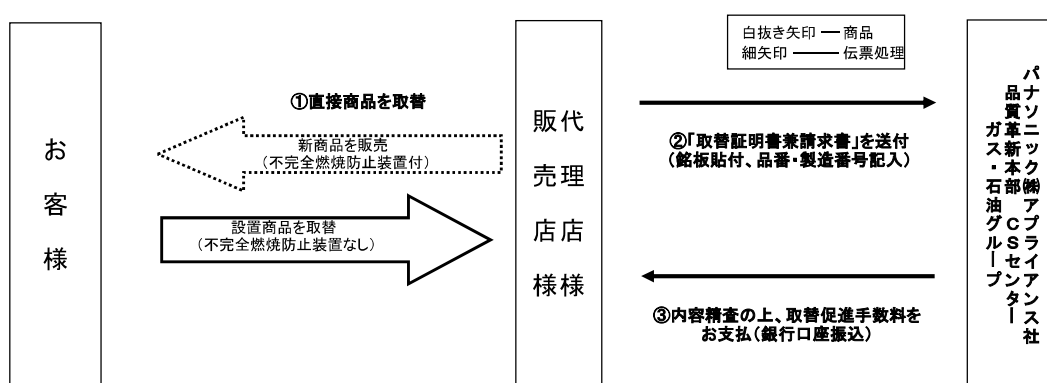 白抜き矢印 ― 商品
細矢印 ――― 伝票処理
お客様
①直接商品を取替
新商品を販売
（不完全燃焼防止装置付）
設置商品を取替
（不完全燃焼防止装置なし）
代理店様
販売店様
②「取替証明書兼請求書」を送付
（銘板貼付、品番・製造番号記入）
③内容精査の上、取替促進手数料を
お支払（銀行口座振込）
パナソニック㈱アプライアンス社
品質革新本部　ＣＳセンター
ガス・石油グループ